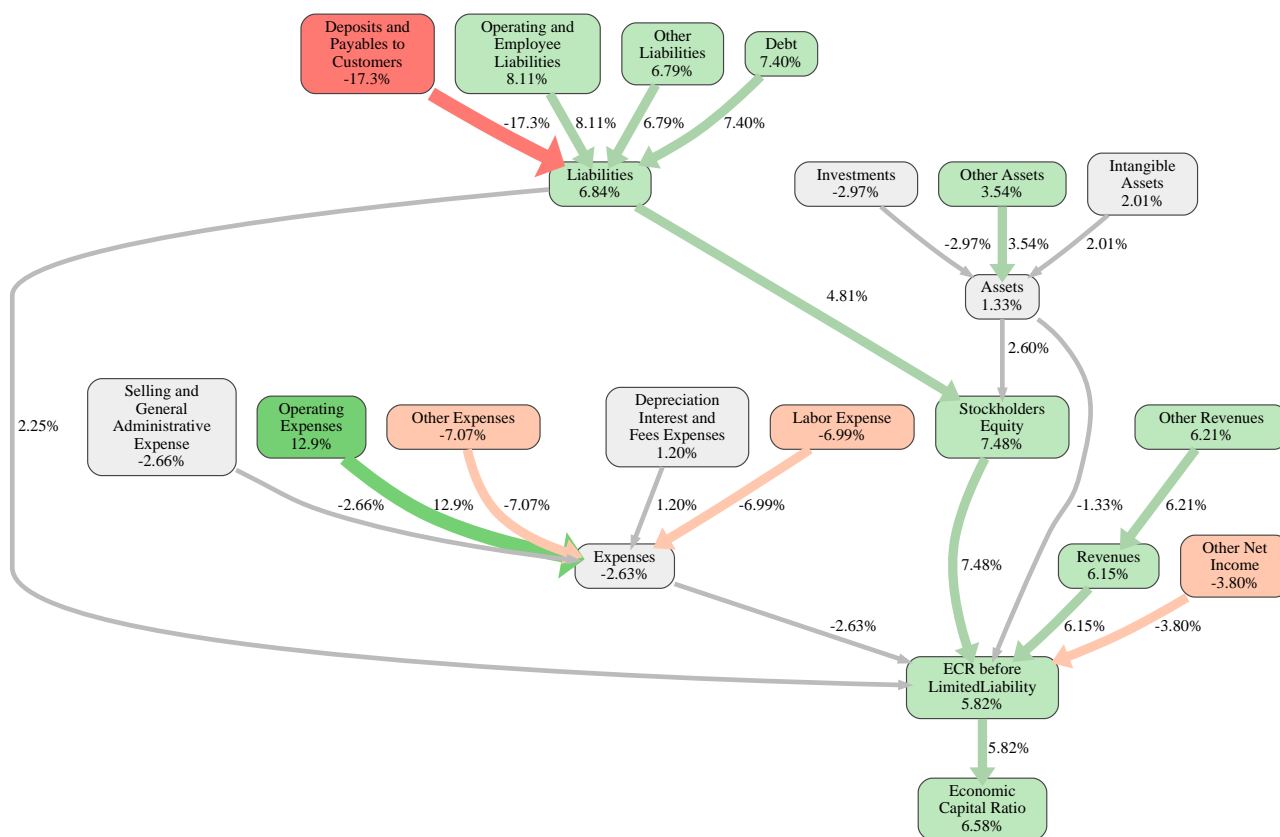 Deposits and
Payables to
Customers
-17.3%
Operating and
Employee
Liabilities
8.11%
Other
Liabilities
6.79%
Debt
7.40%
-17.3%
8.11%
6.79%
7.40%
Liabilities
6.84%
Investments
-2.97%
Other Assets
3.54%
Intangible
Assets
2.01%
-2.97%
3.54%
2.01%
Assets
1.33%
4.81%
2.60%
Selling and
General
Administrative
Expense
-2.66%
Operating
Expenses
12.9%
Other Expenses
-7.07%
Depreciation
Interest and
Fees Expenses
1.20%
Labor Expense
-6.99%
Stockholders
Equity
7.48%
Other Revenues
6.21%
2.25%
-2.66%
12.9%
-7.07%
1.20%
-6.99%
-1.33%
6.21%
Expenses
-2.63%
7.48%
Revenues
6.15%
Other Net
Income
-3.80%
-2.63%
6.15%
-3.80%
ECR before
LimitedLiability
5.82%
5.82%
Economic
Capital Ratio
6.58%